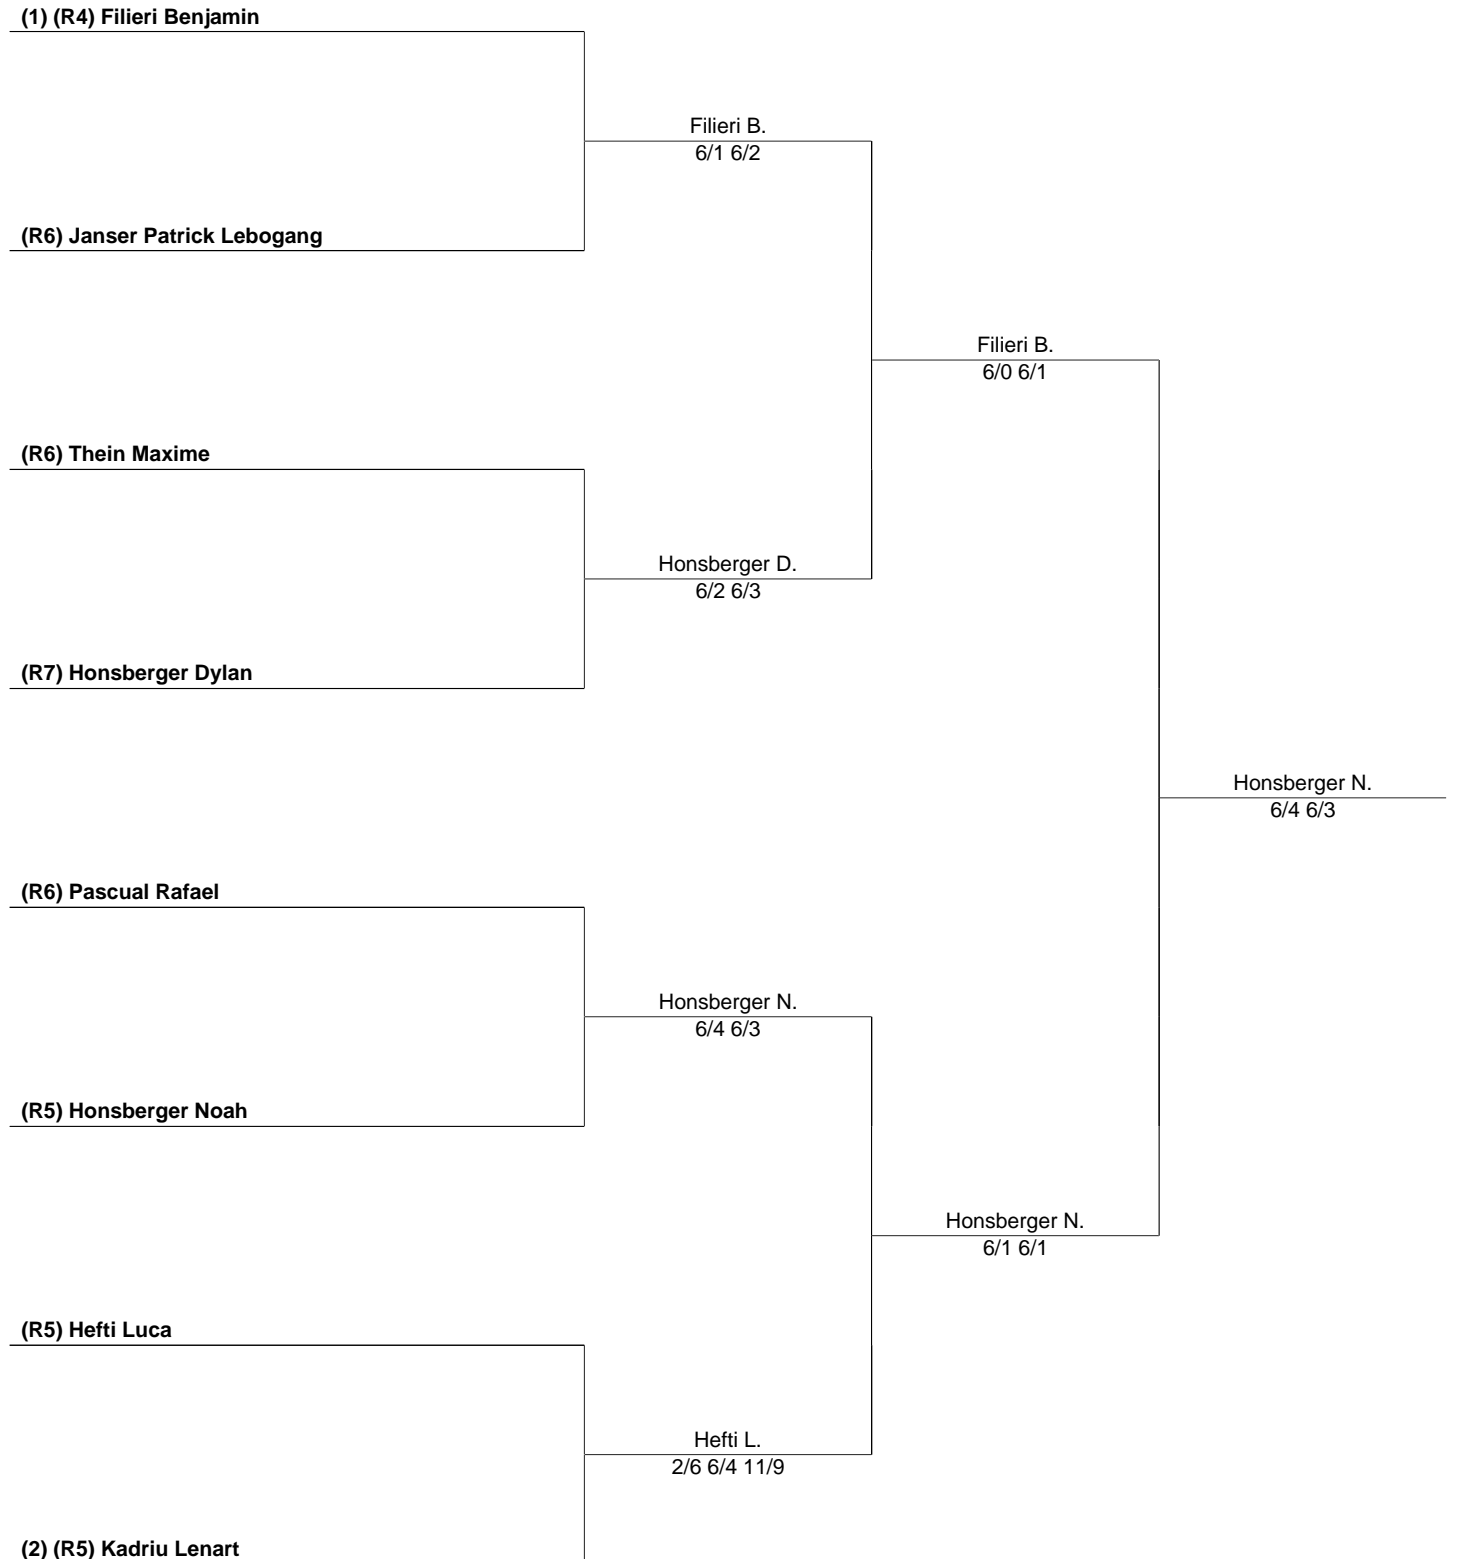 (1) (R4) Filieri Benjamin
Filieri B.
6/1 6/2
(R6) Janser Patrick Lebogang
Filieri B.
6/0 6/1
(R6) Thein Maxime
Honsberger D.
6/2 6/3
(R7) Honsberger Dylan
Honsberger N.
6/4 6/3
(R6) Pascual Rafael
Honsberger N.
6/4 6/3
(R5) Honsberger Noah
Honsberger N.
6/1 6/1
(R5) Hefti Luca
Hefti L.
2/6 6/4 11/9
(2) (R5) Kadriu Lenart